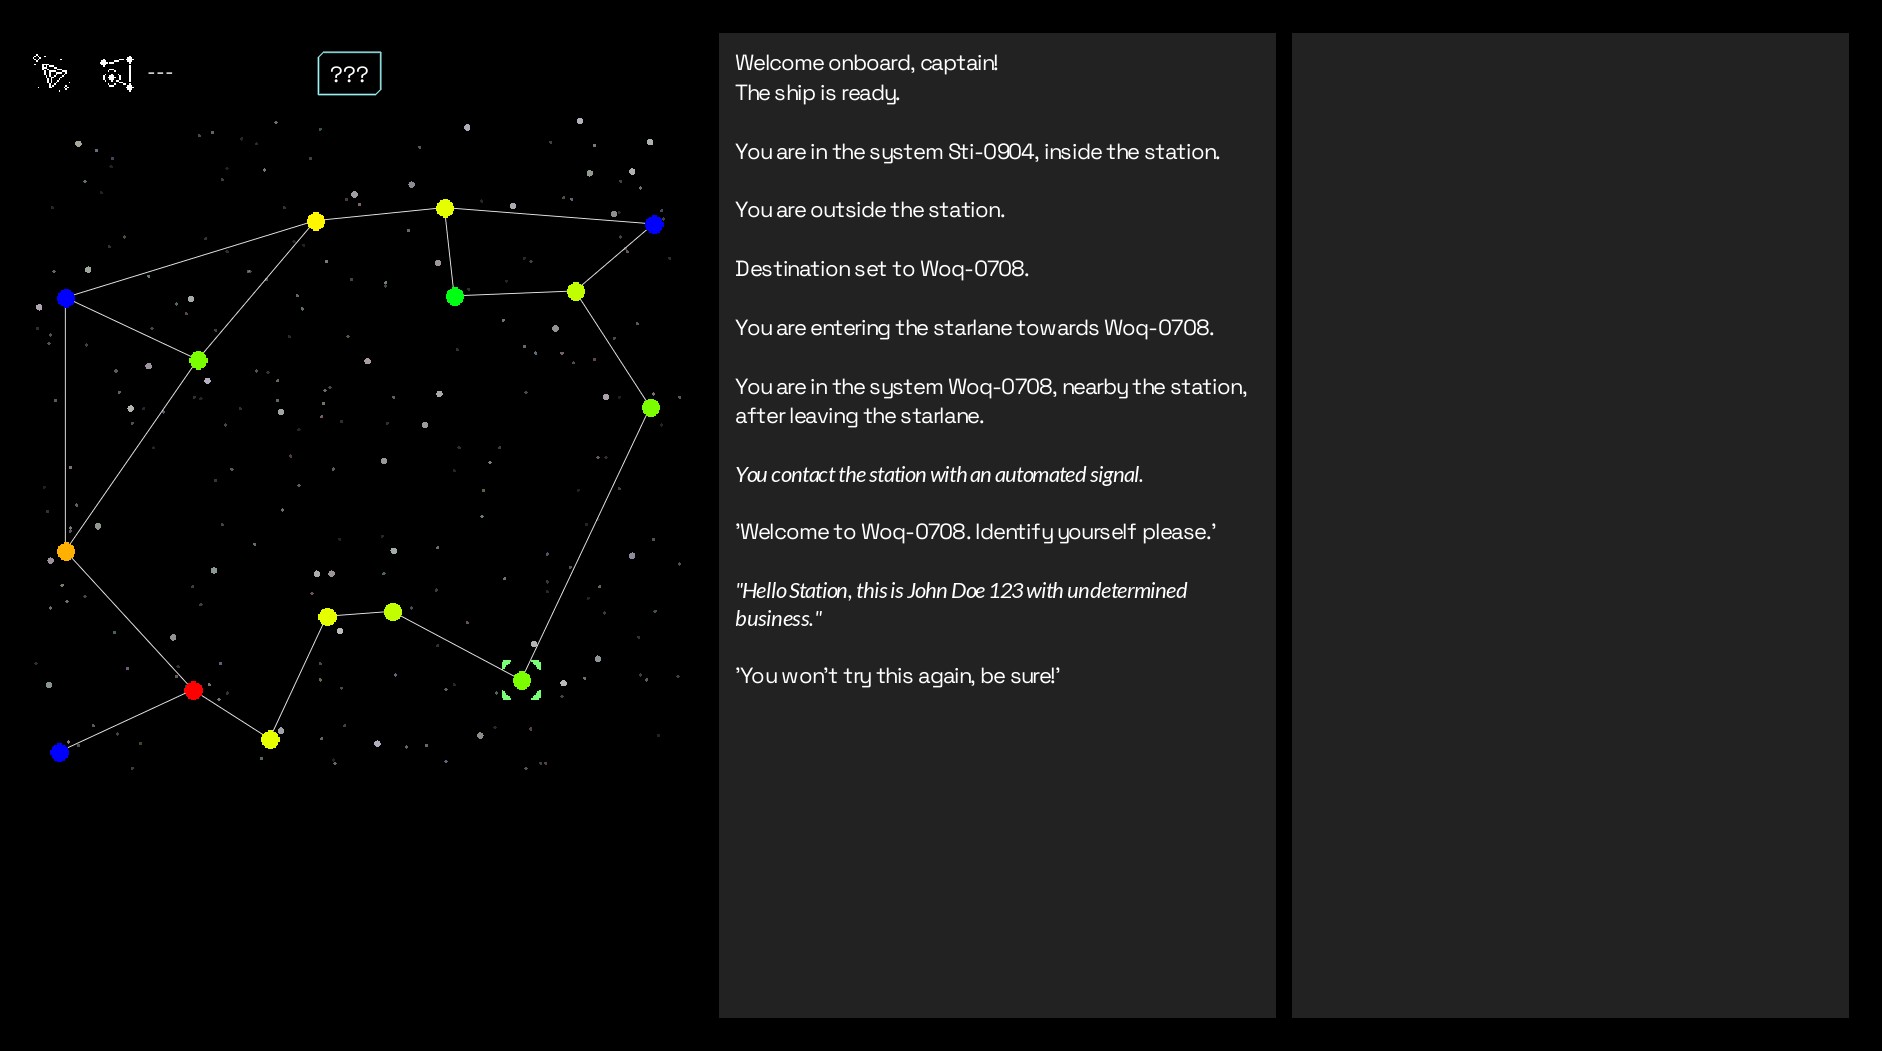 ---
???
Welcome onboard, captain!
The ship is ready.
You are in the system Sti-0904, inside the station.
You are outside the station.
Destination set to Woq-0708.
You are entering the starlane towards Woq-0708.
You are in the system Woq-0708, nearby the station,
after leaving the starlane.
You contact the station with an automated signal.
'Welcome to Woq-0708. Identify yourself please.'
"Hello Station, this is John Doe 123 with undetermined
business."
'You won't try this again, be sure!'